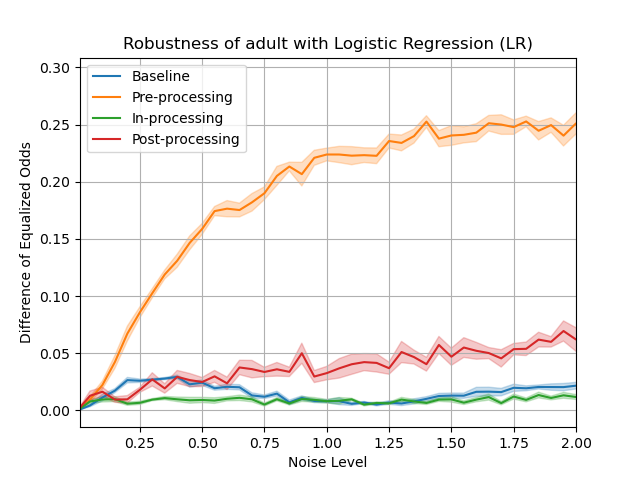 Robustness of adult with Logistic Regression (LR)
Difference of Equalized Odds
0.30
0.25
0.20
0.15
0.10
0.05
0.00
Baseline
Pre-processing
In-processing
Post-processing
0.25 0.50 0.75 1.00 1.25 1.50 1.75 2.00
Noise Level